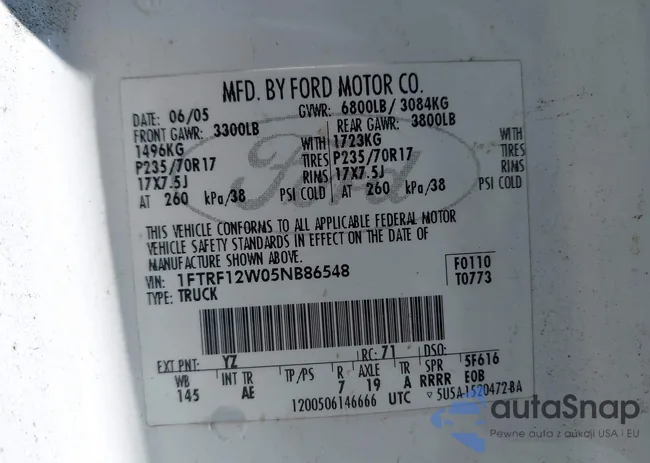 MFD. BY FORD MOTOR CO.
DATE: 06/05 GVWR: 6800LB/ 3084KG
FRONT GAWR: 3300LB REAR GAWR: 3800LB
1496KG WITH 1723KG WITH
P235/70R17 TIRES P235/70R17 TIRES
17X7.5J RIMS 17X7.5J RIMS
AT 260 kPa/38 PSI COLD AT 260 kPa/38 PSI COLD
Ford
THIS VEHICLE CONFORMS TO ALL APPLICABLE FEDERAL MOTOR
VEHICLE SAFETY STANDARDS IN EFFECT ON THE DATE OF
MANUFACTURE SHOWN ABOVE.
VIN: 1FTRF12W05NB86548 F0110
TYPE: TRUCK T0773
EXT PNT: YZ RC: 71 DSO:
WB INT TR TP/PS R AXLE TR SPR 5F616
145 AE 7 19 A RRRR EOB
1200506146666 UTC 5U5A-1520472-BA
autoSnap
Pewne auta z aukcji USA i EU